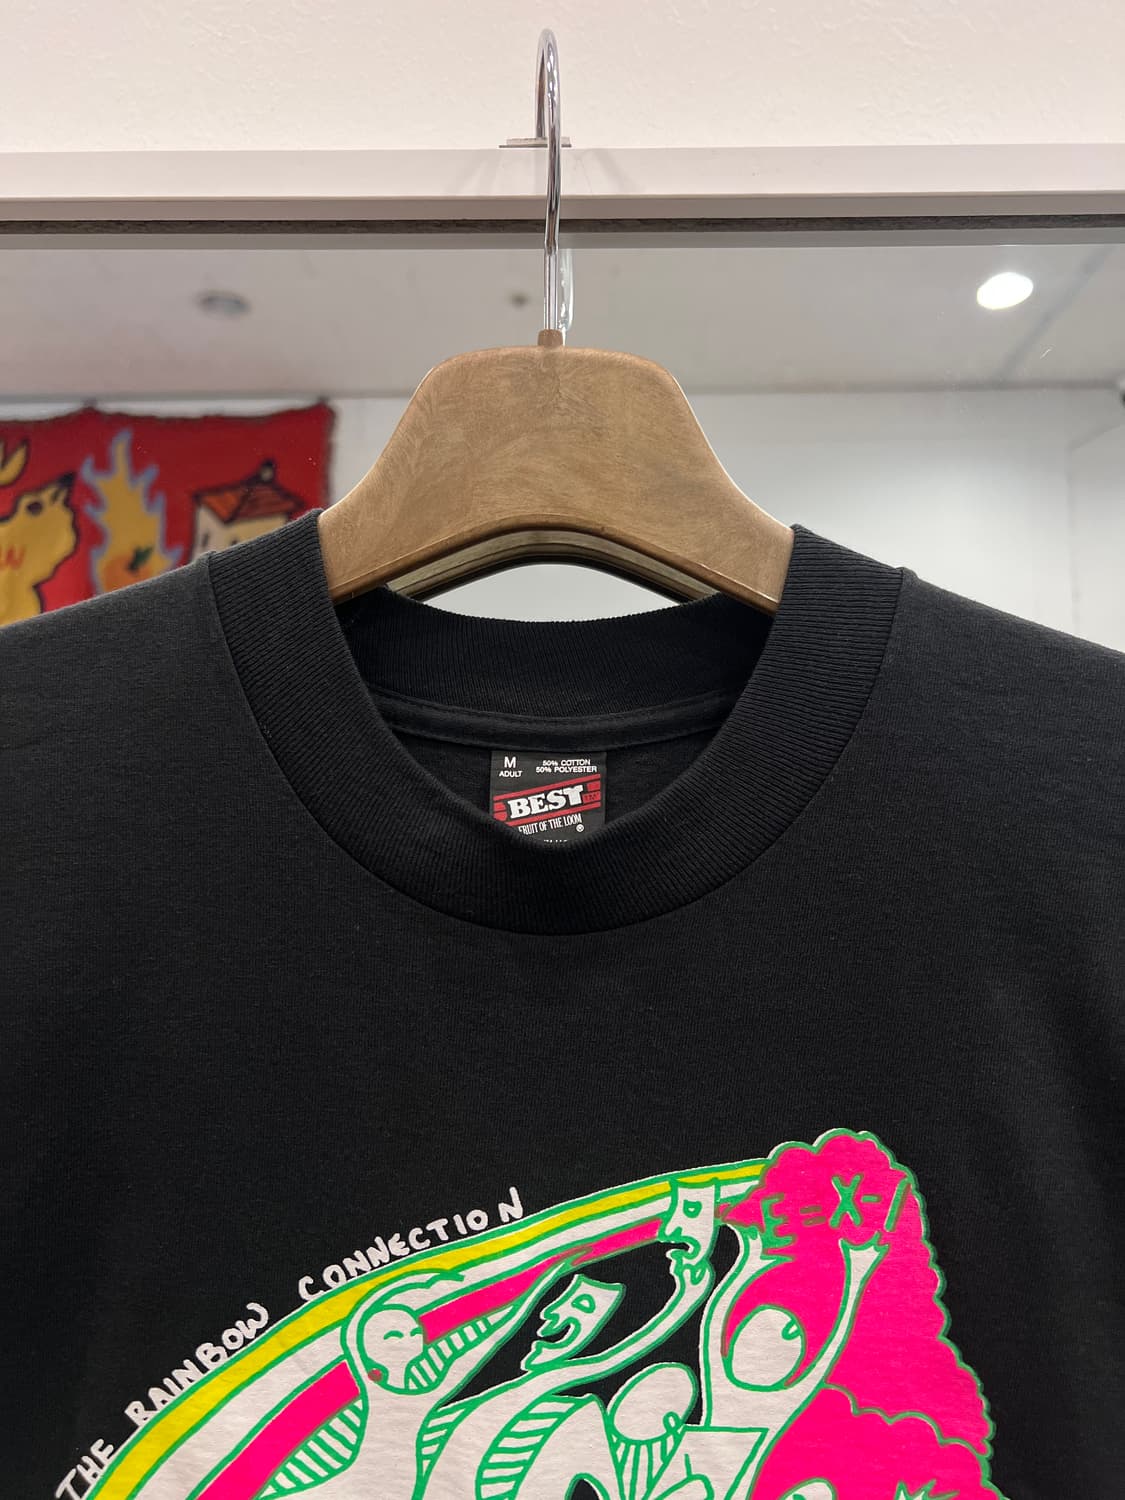 M
ADULT
50% COTTON
50% POLYESTER
BEST
FRUIT OF THE LOOM ®
THE RAINBOW CONNECTION
E=X-1